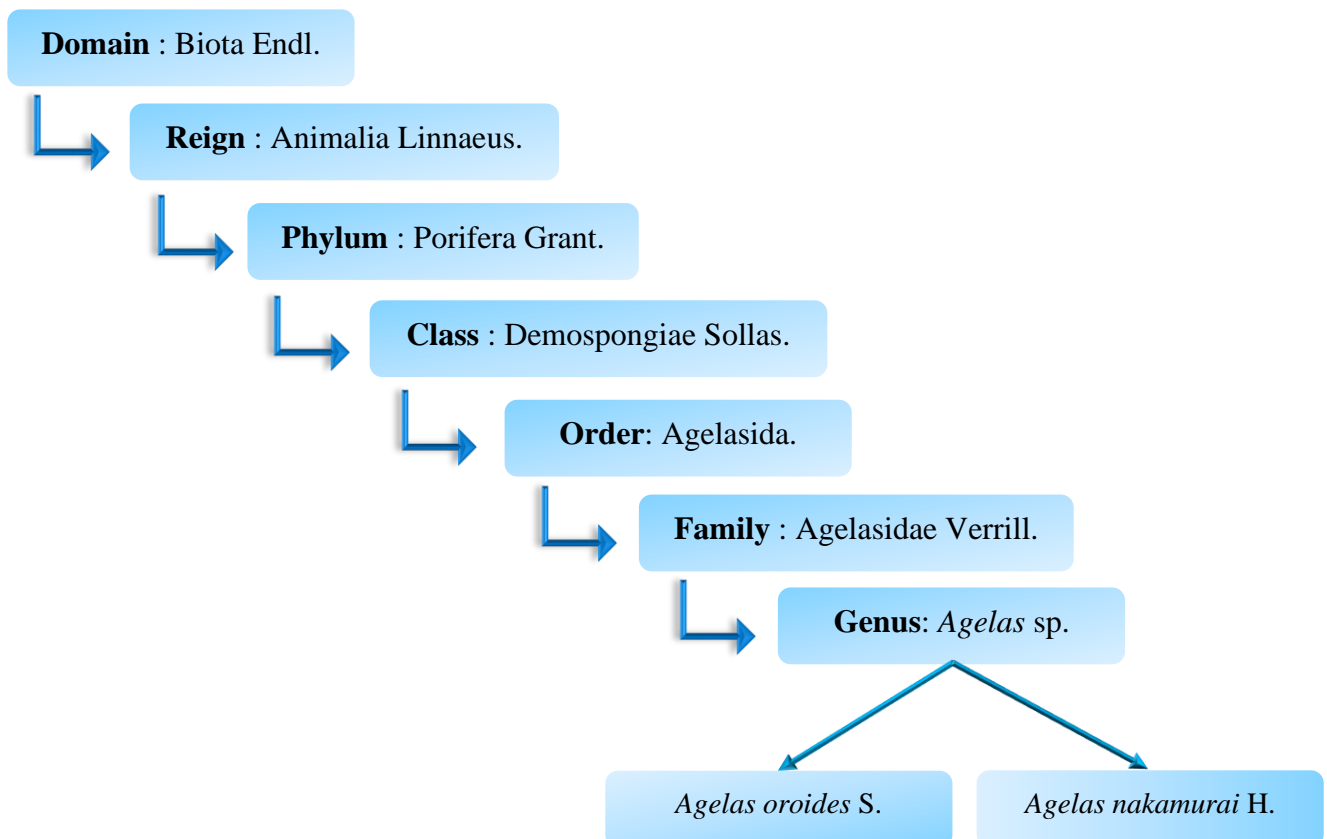 Domain : Biota Endl.
Reign : Animalia Linnaeus.
Phylum : Porifera Grant.
Class : Demospongiae Sollas.
Order: Agelasida.
Family : Agelasidae Verrill.
Genus: Agelas sp.
Agelas oroides S.
Agelas nakamurai H.